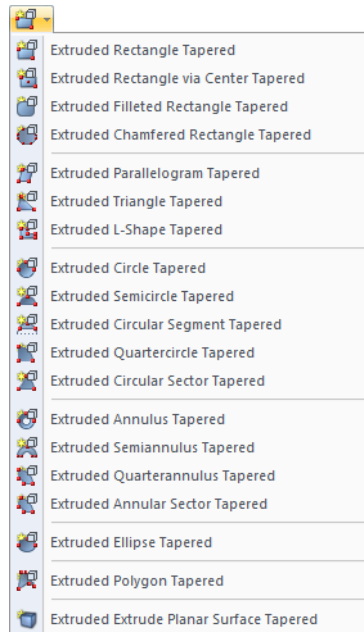 Extruded Rectangle Tapered
Extruded Rectangle via Center Tapered
Extruded Filleted Rectangle Tapered
Extruded Chamfered Rectangle Tapered
Extruded Parallelogram Tapered
Extruded Triangle Tapered
Extruded L-Shape Tapered
Extruded Circle Tapered
Extruded Semicircle Tapered
Extruded Circular Segment Tapered
Extruded Quartercircle Tapered
Extruded Circular Sector Tapered
Extruded Annulus Tapered
Extruded Semiannulus Tapered
Extruded Quarterannulus Tapered
Extruded Annular Sector Tapered
Extruded Ellipse Tapered
Extruded Polygon Tapered
Extruded Extrude Planar Surface Tapered